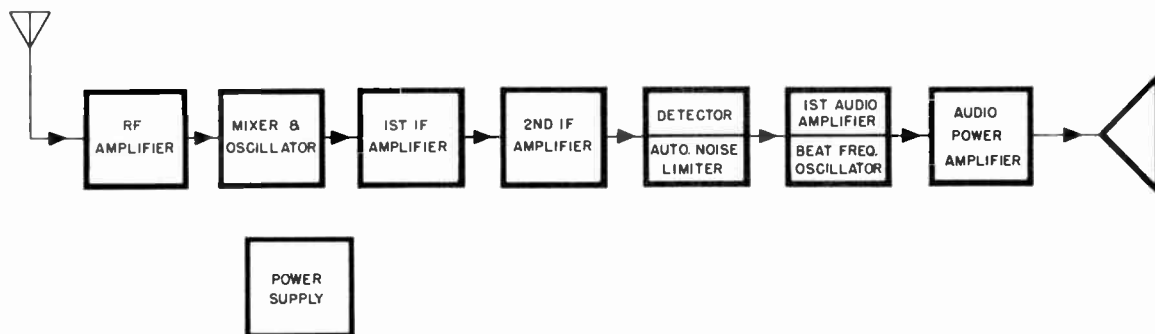 RF
AMPLIFIER
MIXER &
OSCILLATOR
1ST IF
AMPLIFIER
2ND IF
AMPLIFIER
DETECTOR
AUTO. NOISE
LIMITER
1ST AUDIO
AMPLIFIER
BEAT FREQ.
OSCILLATOR
AUDIO
POWER
AMPLIFIER
POWER
SUPPLY